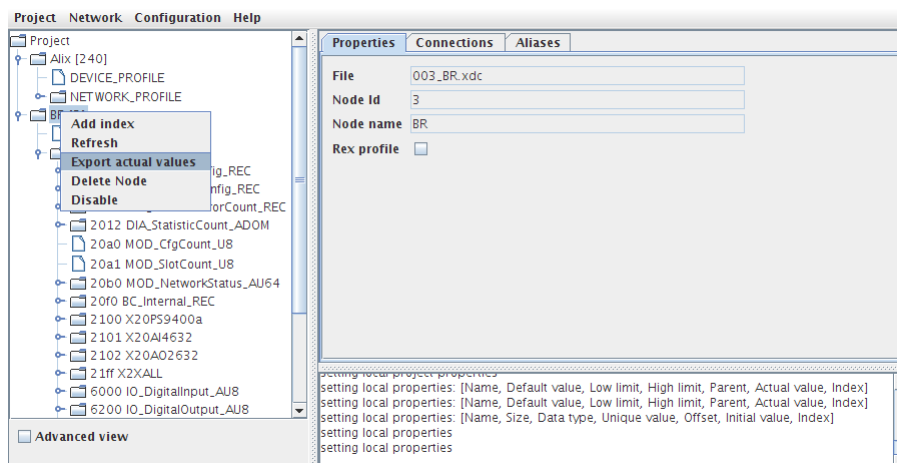 Project Network Configuration Help
Project
Alix [240]
DEVICE_PROFILE
NETWORK_PROFILE
Add index
Refresh
Export actual values
Delete Node
Disable
ig_REC
nfig_REC
orCount_REC
2012 DIA_StatisticCount_ADOM
20a0 MOD_CfgCount_U8
20a1 MOD_SlotCount_U8
20b0 MOD_NetworkStatus_AU64
20f0 BC_Internal_REC
2100 X20PS9400a
2101 X20AI4632
2102 X20AO2632
21ff X2XALL
6000 IO_DigitalInput_AU8
6200 IO_DigitalOutput_AU8
Advanced view
Properties Connections Aliases
File 003_BR.xdc
Node Id 3
Node name BR
Rex profile
setting local project properties
setting local properties: [Name, Default value, Low limit, High limit, Parent, Actual value, Index]
setting local properties: [Name, Default value, Low limit, High limit, Parent, Actual value, Index]
setting local properties: [Name, Size, Data type, Unique value, Offset, Initial value, Index]
setting local properties
setting local properties